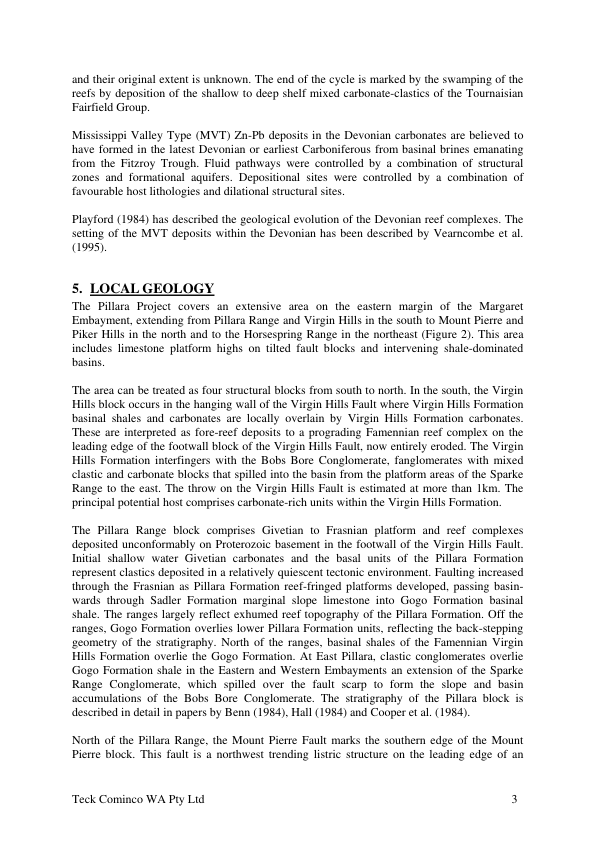 and their original extent is unknown. The end of the cycle is marked by the swamping of the
reefs by deposition of the shallow to deep shelf mixed carbonate-clastics of the Tournaisian
Fairfield Group.
Mississippi Valley Type (MVT) Zn-Pb deposits in the Devonian carbonates are believed to
have formed in the latest Devonian or earliest Carboniferous from basinal brines emanating
from the Fitzroy Trough. Fluid pathways were controlled by a combination of structural
zones and formational aquifers. Depositional sites were controlled by a combination of
favourable host lithologies and dilational structural sites.
Playford (1984) has described the geological evolution of the Devonian reef complexes. The
setting of the MVT deposits within the Devonian has been described by Vearncombe et al.
(1995).
5. LOCAL GEOLOGY
The Pillara Project covers an extensive area on the eastern margin of the Margaret
Embayment, extending from Pillara Range and Virgin Hills in the south to Mount Pierre and
Piker Hills in the north and to the Horsespring Range in the northeast (Figure 2). This area
includes limestone platform highs on tilted fault blocks and intervening shale-dominated
basins.
The area can be treated as four structural blocks from south to north. In the south, the Virgin
Hills block occurs in the hanging wall of the Virgin Hills Fault where Virgin Hills Formation
basinal shales and carbonates are locally overlain by Virgin Hills Formation carbonates.
These are interpreted as fore-reef deposits to a prograding Famennian reef complex on the
leading edge of the footwall block of the Virgin Hills Fault, now entirely eroded. The Virgin
Hills Formation interfingers with the Bobs Bore Conglomerate, fanglomerates with mixed
clastic and carbonate blocks that spilled into the basin from the platform areas of the Sparke
Range to the east. The throw on the Virgin Hills Fault is estimated at more than 1km. The
principal potential host comprises carbonate-rich units within the Virgin Hills Formation.
The Pillara Range block comprises Givetian to Frasnian platform and reef complexes
deposited unconformably on Proterozoic basement in the footwall of the Virgin Hills Fault.
Initial shallow water Givetian carbonates and the basal units of the Pillara Formation
represent clastics deposited in a relatively quiescent tectonic environment. Faulting increased
through the Frasnian as Pillara Formation reef-fringed platforms developed, passing basin-
wards through Sadler Formation marginal slope limestone into Gogo Formation basinal
shale. The ranges largely reflect exhumed reef topography of the Pillara Formation. Off the
ranges, Gogo Formation overlies lower Pillara Formation units, reflecting the back-stepping
geometry of the stratigraphy. North of the ranges, basinal shales of the Famennian Virgin
Hills Formation overlie the Gogo Formation. At East Pillara, clastic conglomerates overlie
Gogo Formation shale in the Eastern and Western Embayments an extension of the Sparke
Range Conglomerate, which spilled over the fault scarp to form the slope and basin
accumulations of the Bobs Bore Conglomerate. The stratigraphy of the Pillara block is
described in detail in papers by Benn (1984), Hall (1984) and Cooper et al. (1984).
North of the Pillara Range, the Mount Pierre Fault marks the southern edge of the Mount
Pierre block. This fault is a northwest trending listric structure on the leading edge of an
Teck Cominco WA Pty Ltd 3